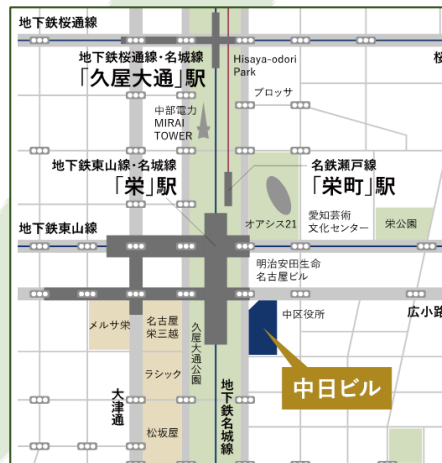 地下鉄桜通線
桜
地下鉄桜通線・名城線
「久屋大通」駅
Hisaya-odori
Park
ブロッサ
中部電力
MIRAI
TOWER
地下鉄東山線・名城線
「栄」駅
名鉄瀬戸線
「栄町」駅
オアシス21
愛知芸術
文化センター
栄公園
地下鉄東山線
明治安田生命
名古屋ビル
広小路
メルサ栄
名古屋
栄三越
久屋大通公園
中区役所
ラシック
中日ビル
大津通
地下鉄名城線
松坂屋